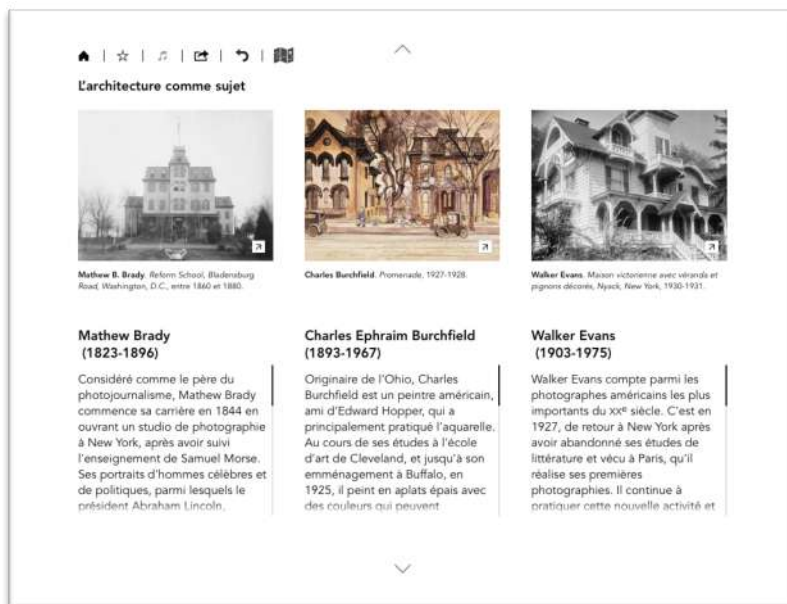 L'architecture comme sujet
Mathew B. Brady. Reform School, Bladensburg
Road, Washington, D.C., entre 1860 et 1880.
Charles Burchfield. Promenade, 1927-1928.
Walker Evans. Maison victorienne avec véranda et
pignons décorés, Nyack, New York, 1930-1931.
Mathew Brady
(1823-1896)
Considéré comme le père du
photojournalisme, Mathew Brady
commence sa carrière en 1844 en
ouvrant un studio de photographie
à New York, après avoir suivi
l'enseignement de Samuel Morse.
Ses portraits d'hommes célèbres et
de politiques, parmi lesquels le
président Abraham Lincoln.
Charles Ephraim Burchfield
(1893-1967)
Originaire de l'Ohio, Charles
Burchfield est un peintre américain,
ami d'Edward Hopper, qui a
principalement pratiqué l'aquarelle.
Au cours de ses études à l'école
d'art de Cleveland, et jusqu'à son
emménagement à Buffalo, en
1925, il peint en aplats épais avec
des couleurs qui peuvent
Walker Evans
(1903-1975)
Walker Evans compte parmi les
photographes américains les plus
importants du XXe siècle. C'est en
1927, de retour à New York après
avoir abandonné ses études de
littérature et vécu à Paris, qu'il
réalise ses premières
photographies. Il continue à
pratiquer cette nouvelle activité et